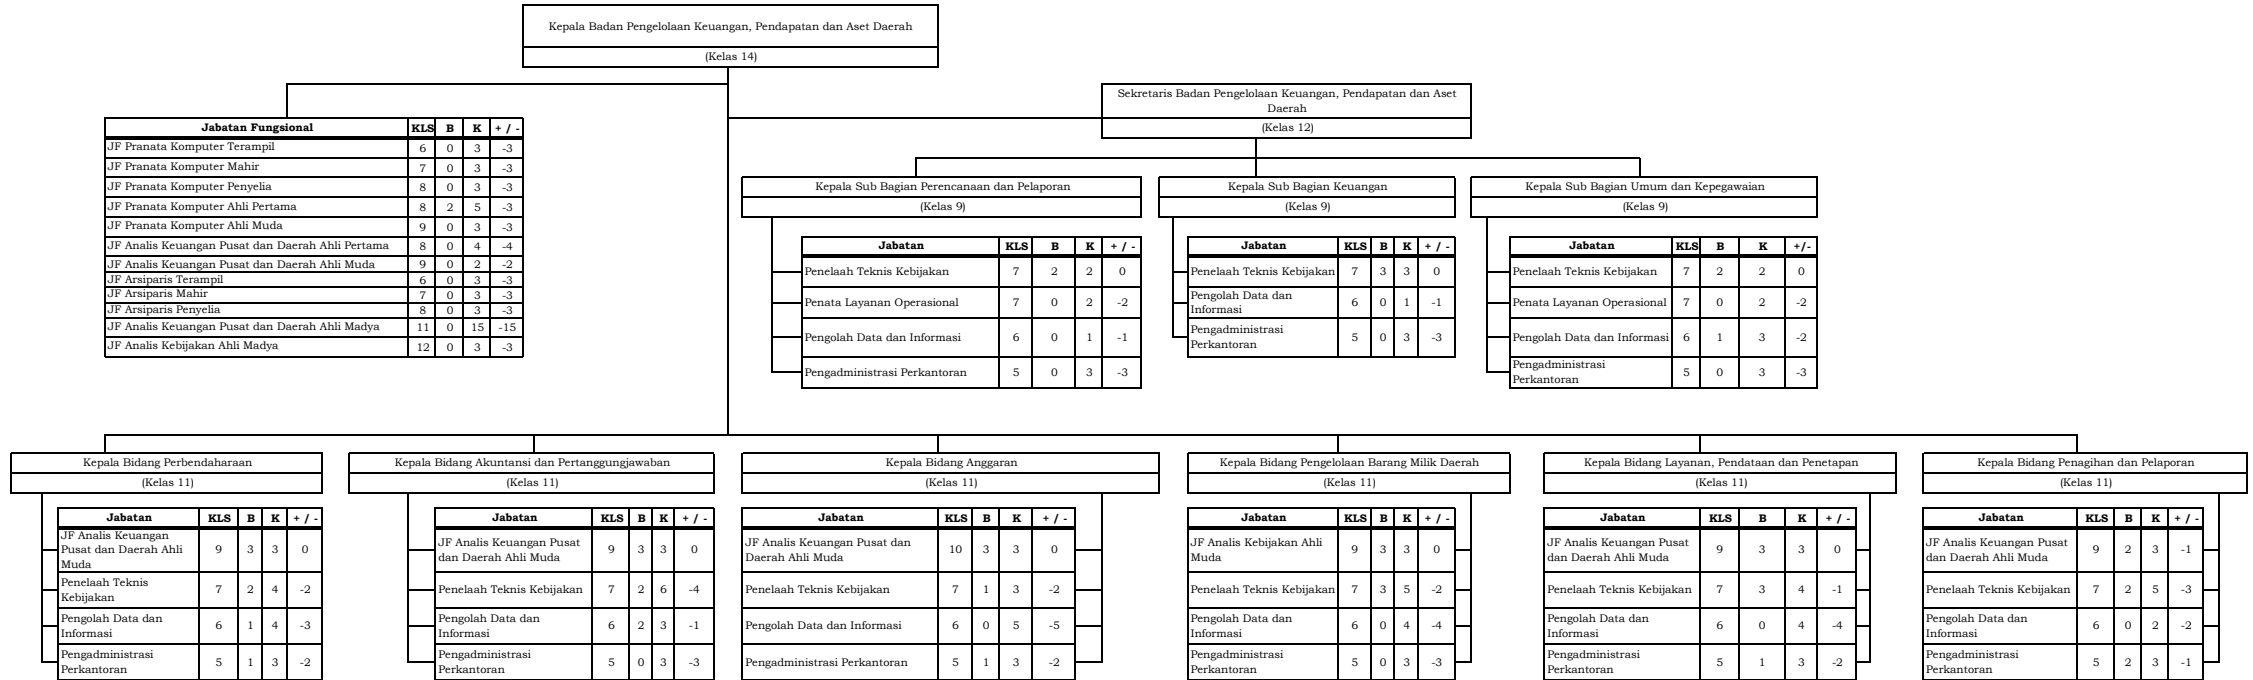 Kepala Badan Pengelolaan Keuangan, Pendapatan dan Aset Daerah
(Kelas 14)
Sekretaris Badan Pengelolaan Keuangan, Pendapatan dan Aset
Daerah
(Kelas 12)
Jabatan Fungsional KLS B K + / -
JF Pranata Komputer Terampil 6 0 3 -3
JF Pranata Komputer Mahir 7 0 3 -3
JF Pranata Komputer Penyelia 8 0 3 -3
JF Pranata Komputer Ahli Pertama 8 2 5 -3
JF Pranata Komputer Ahli Muda 9 0 3 -3
JF Analis Keuangan Pusat dan Daerah Ahli Pertama 8 0 4 -4
JF Analis Keuangan Pusat dan Daerah Ahli Muda 9 0 2 -2
JF Arsiparis Terampil 6 0 3 -3
JF Arsiparis Mahir 7 0 3 -3
JF Arsiparis Penyelia 8 0 3 -3
JF Analis Keuangan Pusat dan Daerah Ahli Madya 11 0 15 -15
JF Analis Kebijakan Ahli Madya 12 0 3 -3
Kepala Sub Bagian Perencanaan dan Pelaporan
(Kelas 9)
Jabatan KLS B K + / -
Penelaah Teknis Kebijakan 7 2 2 0
Penata Layanan Operasional 7 0 2 -2
Pengolah Data dan Informasi 6 0 1 -1
Pengadministrasi Perkantoran 5 0 3 -3
Kepala Sub Bagian Keuangan
(Kelas 9)
Jabatan KLS B K + / -
Penelaah Teknis Kebijakan 7 3 3 0
Pengolah Data dan
Informasi 6 0 1 -1
Pengadministrasi
Perkantoran 5 0 3 -3
Kepala Sub Bagian Umum dan Kepegawaian
(Kelas 9)
Jabatan KLS B K +/-
Penelaah Teknis Kebijakan 7 2 2 0
Penata Layanan Operasional 7 0 2 -2
Pengolah Data dan Informasi 6 1 3 -2
Pengadministrasi
Perkantoran 5 0 3 -3
Kepala Bidang Perbendaharaan
(Kelas 11)
Jabatan KLS B K + / -
JF Analis Keuangan
Pusat dan Daerah Ahli 9 3 3 0
Muda
Penelaah Teknis
Kebijakan 7 2 4 -2
Pengolah Data dan
Informasi 6 1 4 -3
Pengadministrasi
Perkantoran 5 1 3 -2
Kepala Bidang Akuntansi dan Pertanggungjawaban
(Kelas 11)
Jabatan KLS B K + / -
JF Analis Keuangan Pusat
dan Daerah Ahli Muda 9 3 3 0
Penelaah Teknis Kebijakan 7 2 6 -4
Pengolah Data dan
Informasi 6 2 3 -1
Pengadministrasi
Perkantoran 5 0 3 -3
Kepala Bidang Anggaran
(Kelas 11)
Jabatan KLS B K + / -
JF Analis Keuangan Pusat dan
Daerah Ahli Muda 10 3 3 0
Penelaah Teknis Kebijakan 7 1 3 -2
Pengolah Data dan Informasi 6 0 5 -5
Pengadministrasi Perkantoran 5 1 3 -2
Kepala Bidang Pengelolaan Barang Milik Daerah
(Kelas 11)
Jabatan KLS B K + / -
JF Analis Kebijakan Ahli
Muda 9 3 3 0
Penelaah Teknis Kebijakan 7 3 5 -2
Pengolah Data dan
Informasi 6 0 4 -4
Pengadministrasi
Perkantoran 5 0 3 -3
Kepala Bidang Layanan, Pendataan dan Penetapan
(Kelas 11)
Jabatan KLS B K + / -
JF Analis Keuangan Pusat
dan Daerah Ahli Muda 9 3 3 0
Penelaah Teknis Kebijakan 7 3 4 -1
Pengolah Data dan
Informasi 6 0 4 -4
Pengadministrasi
Perkantoran 5 1 3 -2
Kepala Bidang Penagihan dan Pelaporan
(Kelas 11)
Jabatan KLS B K + / -
JF Analis Keuangan Pusat
dan Daerah Ahli Muda 9 2 3 -1
Penelaah Teknis Kebijakan 7 2 5 -3
Pengolah Data dan
Informasi 6 0 2 -2
Pengadministrasi
Perkantoran 5 2 3 -1